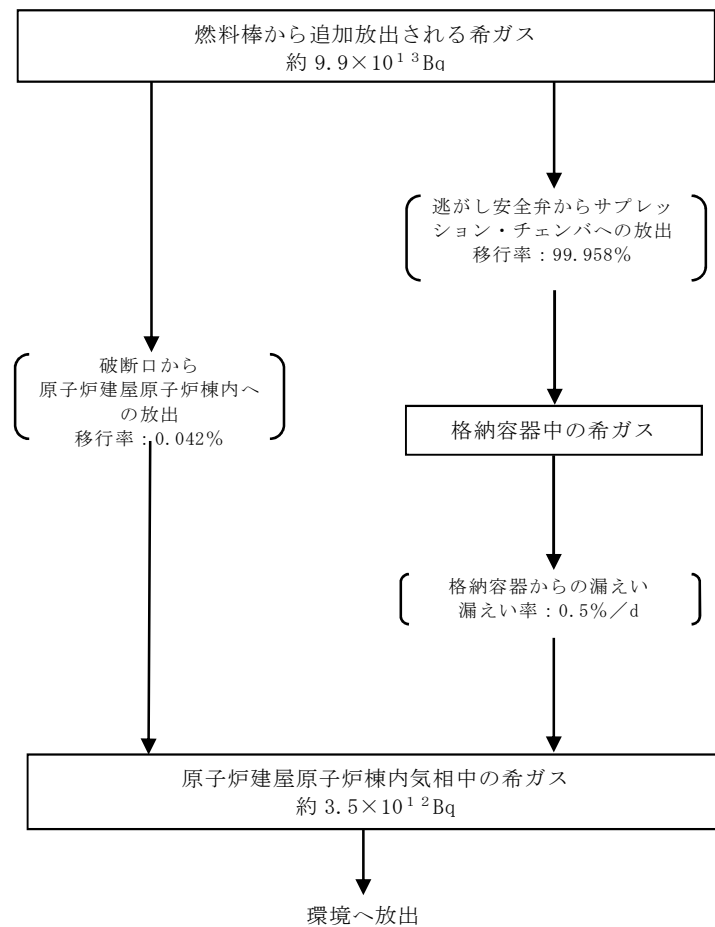 燃料棒から追加放出される希ガス
約 9.9×10¹³Bq
逃がし安全弁からサプレッ
ション・チェンバへの放出
移行率：99.958%
破断口から
原子炉建屋原子炉棟内へ
の放出
移行率：0.042%
格納容器中の希ガス
格納容器からの漏えい
漏えい率：0.5%／d
原子炉建屋原子炉棟内気相中の希ガス
約 3.5×10¹²Bq
環境へ放出